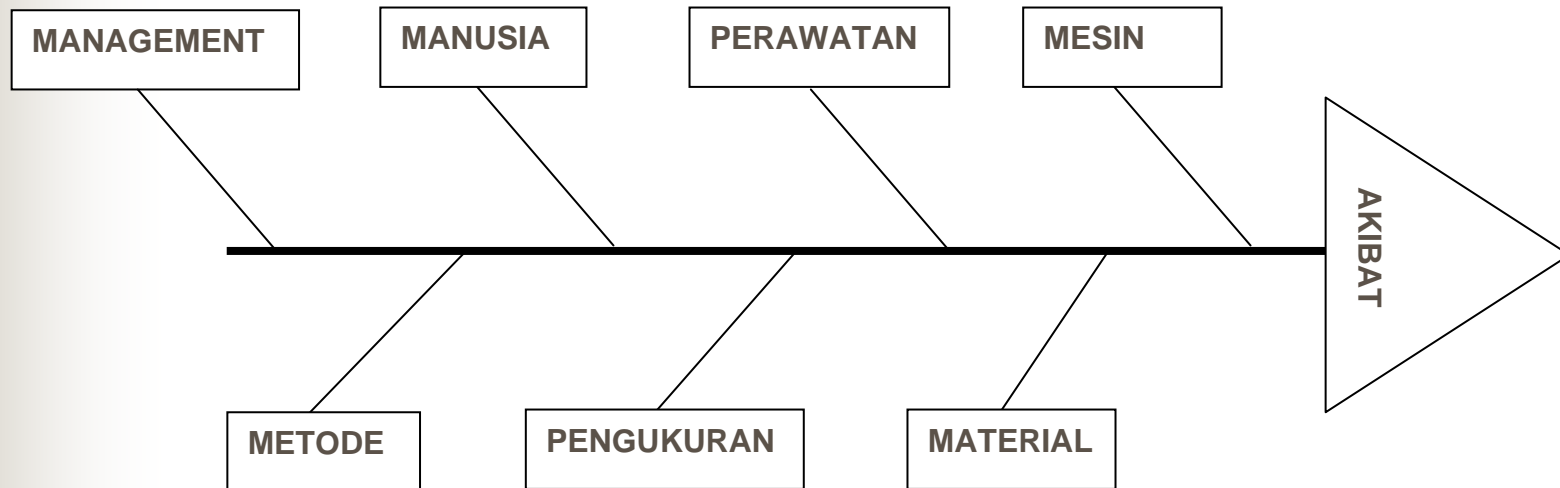 MANAGEMENT
MANUSIA
PERAWATAN
MESIN
AKIBAT
METODE
PENGUKURAN
MATERIAL